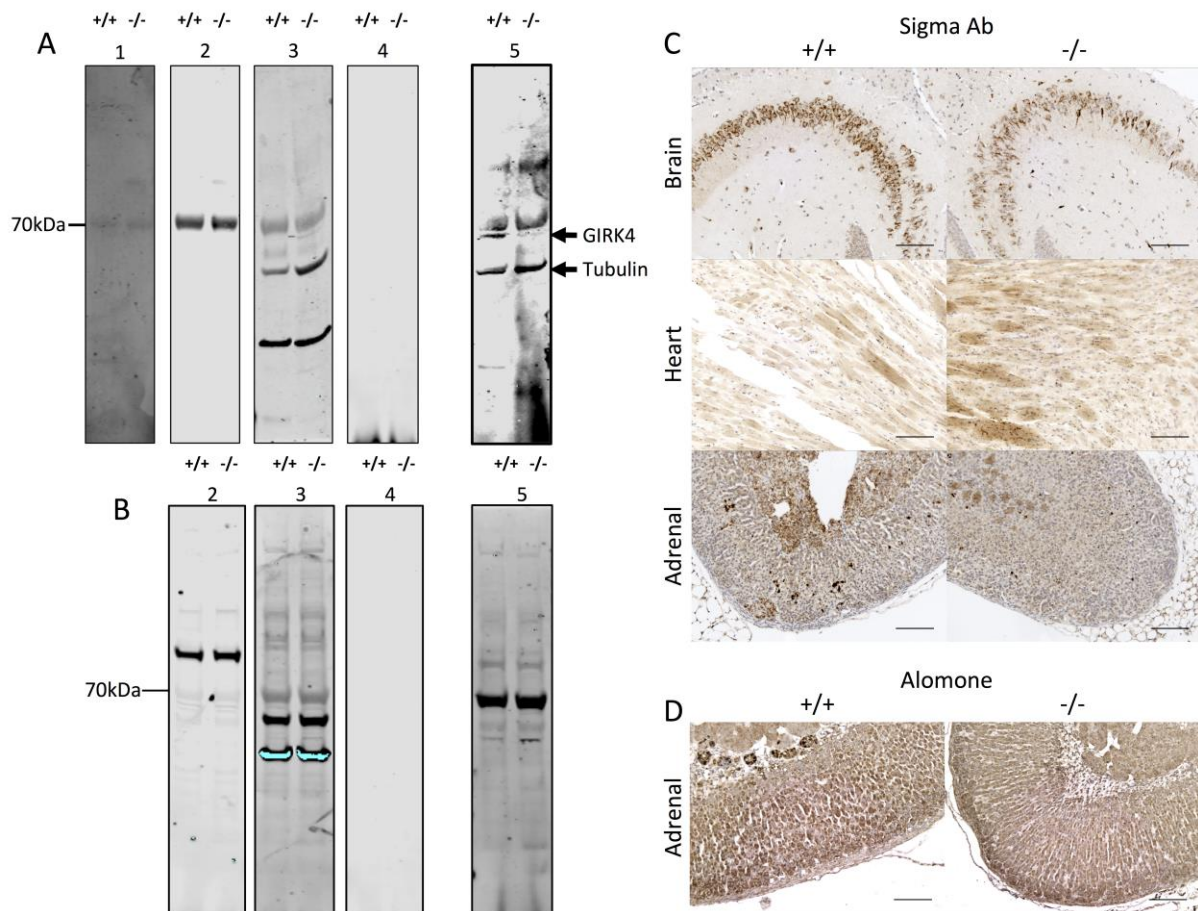 A
+/+ -/- +/+ -/- +/+ -/- +/+ -/- +/+ -/-
1 2 3 4 5
70kDa
GIRK4
Tubulin
B
+/+ -/- +/+ -/- +/+ -/- +/+ -/-
2 3 4 5
70kDa
C
Sigma Ab
+/+ -/-
Brain
Heart
Adrenal
D
Alomone
+/+ -/-
Adrenal